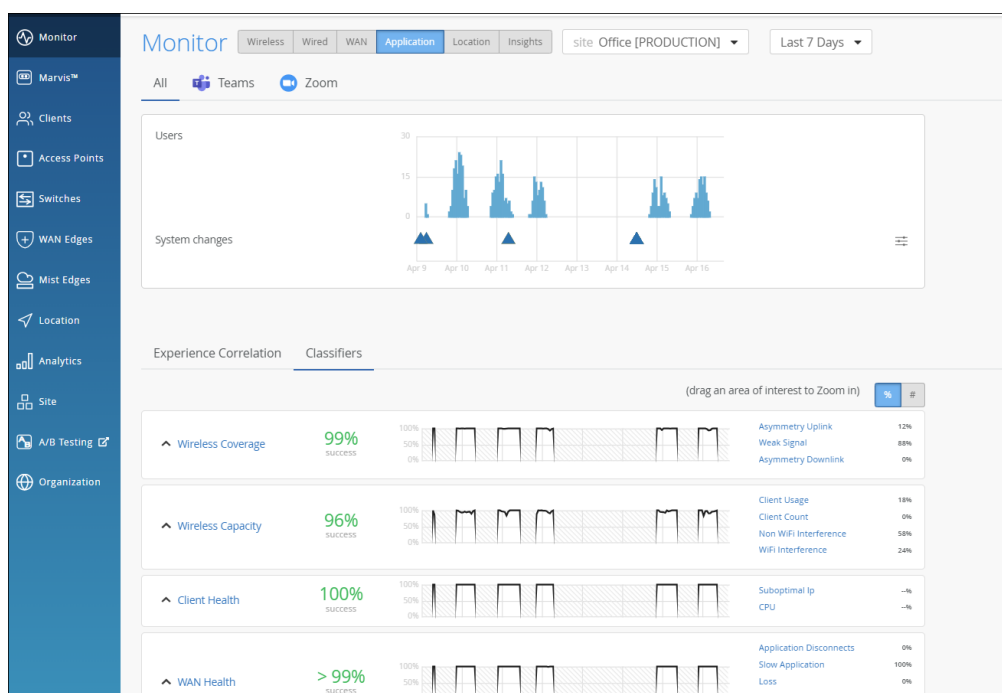 Monitor
Marvis™
Clients
Access Points
Switches
WAN Edges
Mist Edges
Location
Analytics
Site
A/B Testing
Organization
Monitor
Wireless Wired WAN Application Location Insights
site Office [PRODUCTION]
Last 7 Days
All Teams Zoom
Users
30
15
0
System changes
Apr 9 Apr 10 Apr 11 Apr 12 Apr 13 Apr 14 Apr 15 Apr 16
Experience Correlation Classifiers
(drag an area of interest to Zoom in) % #
Wireless Coverage
99%
success
100%
50%
0%
Asymmetry Uplink 12%
Weak Signal 88%
Asymmetry Downlink 0%
Wireless Capacity
96%
success
100%
50%
0%
Client Usage 18%
Client Count 0%
Non WiFi Interference 58%
WiFi Interference 24%
Client Health
100%
success
100%
50%
0%
Suboptimal Ip --%
CPU --%
WAN Health
> 99%
success
100%
50%
Application Disconnects 0%
Slow Application 100%
Loss 0%